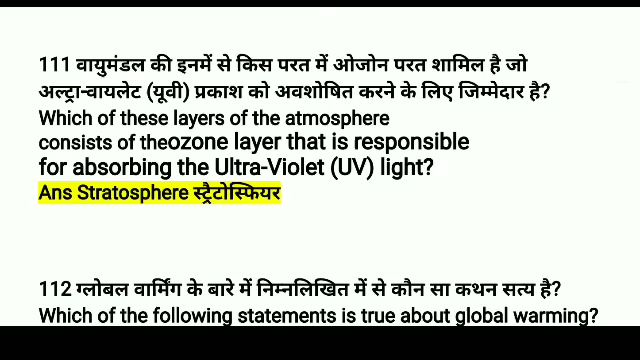 111 वायुमंडल की इनमें से किस परत में ओजोन परत शामिल है जो
अल्ट्रा-वायलेट (यूवी) प्रकाश को अवशोषित करने के लिए जिम्मेदार है?
Which of these layers of the atmosphere
consists of theozone layer that is responsible
for absorbing the Ultra-Violet (UV) light?
Ans Stratosphere स्ट्रैटोस्फियर
112 ग्लोबल वार्मिंग के बारे में निम्नलिखित में से कौन सा कथन सत्य है?
Which of the following statements is true about global warming?